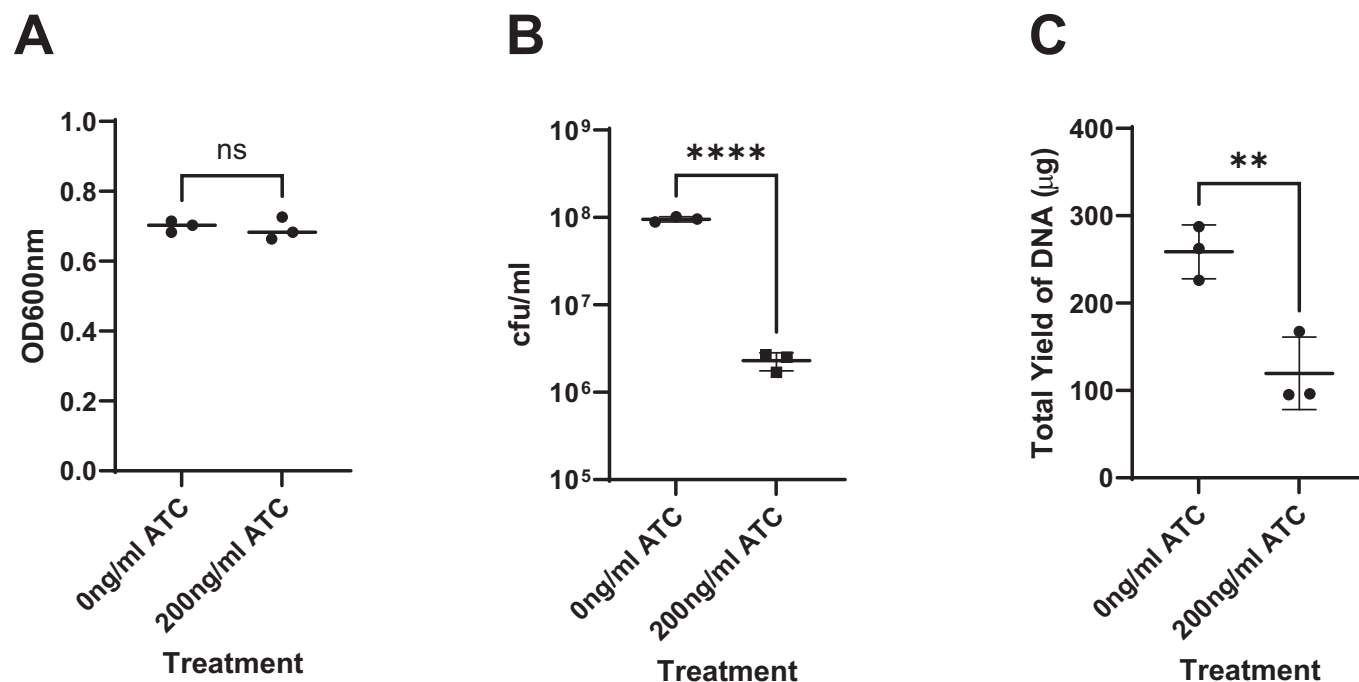 A
B
C
OD600nm
1.0
0.8
0.6
0.4
0.2
0.0
ns
0ng/ml ATC
200ng/ml ATC
Treatment
cfu/ml
10⁹
10⁸
10⁷
10⁶
10⁵
****
0ng/ml ATC
200ng/ml ATC
Treatment
Total Yield of DNA (μg)
400
300
200
100
0
**
0ng/ml ATC
200ng/ml ATC
Treatment